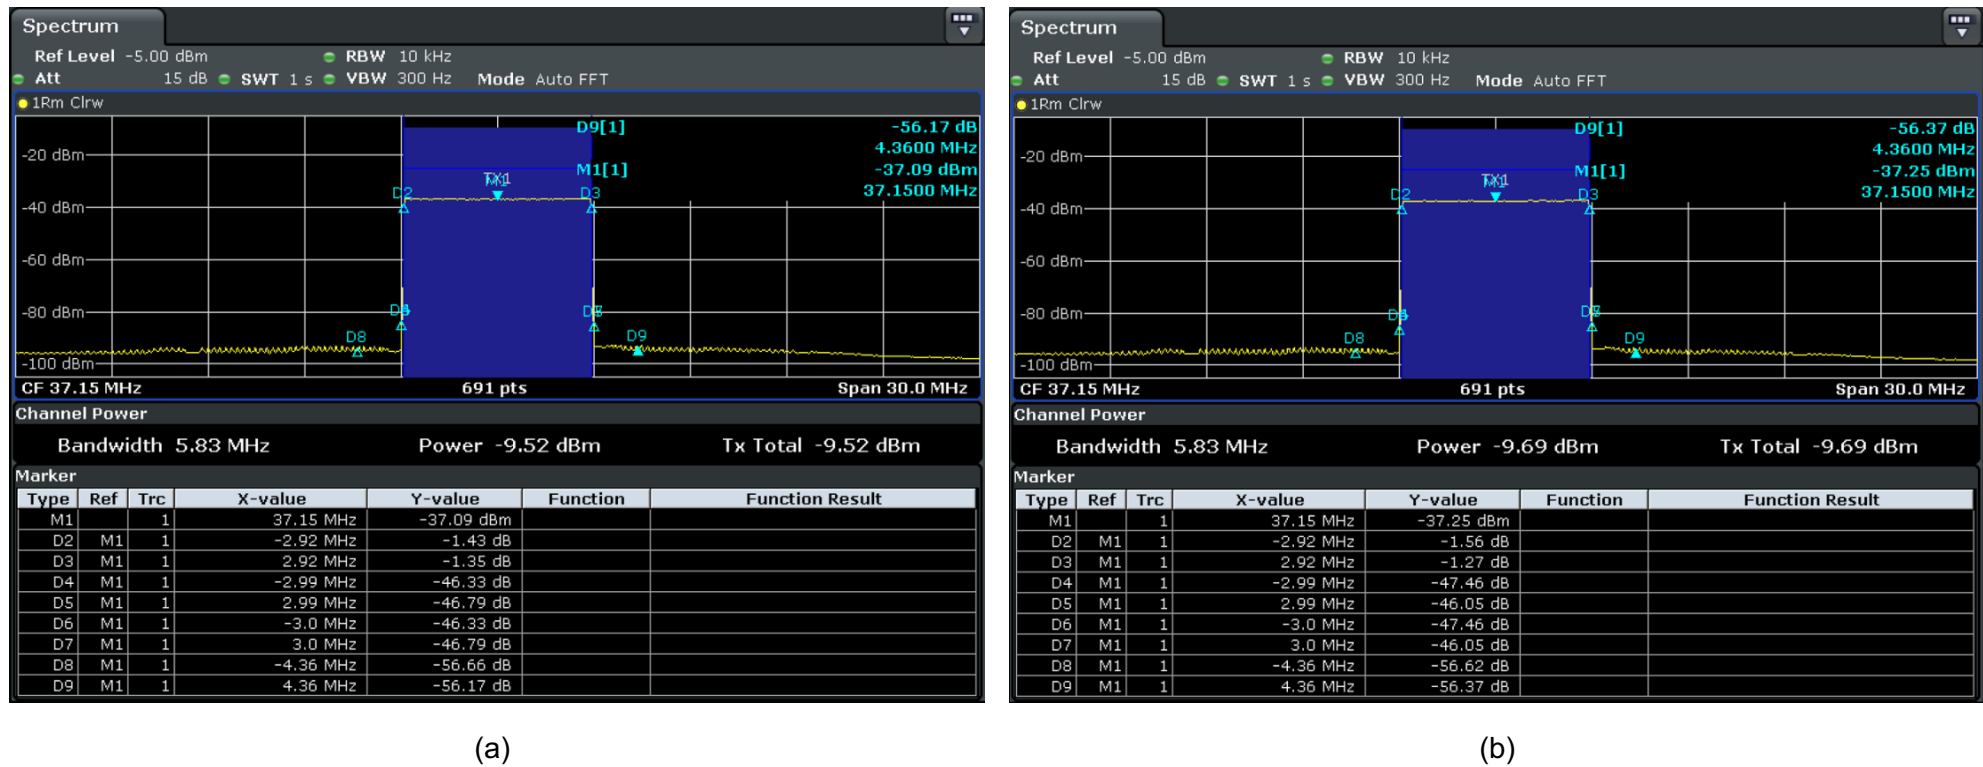 Spectrum
Ref Level -5.00 dBm RBW 10 kHz
Att 15 dB SWT 1 s VBW 300 Hz Mode Auto FFT
1Rm Clrw
D9[1] -56.17 dB
4.3600 MHz
M1[1] -37.09 dBm
37.1500 MHz
-20 dBm
TX1
D2 D3
-40 dBm
-60 dBm
-80 dBm
D8 D9
-100 dBm
CF 37.15 MHz 691 pts Span 30.0 MHz
Channel Power
Bandwidth 5.83 MHz Power -9.52 dBm Tx Total -9.52 dBm
Marker
Type Ref Trc X-value Y-value Function Function Result
M1 1 37.15 MHz -37.09 dBm
D2 M1 1 -2.92 MHz -1.43 dB
D3 M1 1 2.92 MHz -1.35 dB
D4 M1 1 -2.99 MHz -46.33 dB
D5 M1 1 2.99 MHz -46.79 dB
D6 M1 1 -3.0 MHz -46.33 dB
D7 M1 1 3.0 MHz -46.79 dB
D8 M1 1 -4.36 MHz -56.66 dB
D9 M1 1 4.36 MHz -56.17 dB
(a)
Spectrum
Ref Level -5.00 dBm RBW 10 kHz
Att 15 dB SWT 1 s VBW 300 Hz Mode Auto FFT
1Rm Clrw
D9[1] -56.37 dB
4.3600 MHz
M1[1] -37.25 dBm
37.1500 MHz
-20 dBm
TX1
D2 D3
-40 dBm
-60 dBm
-80 dBm
D8 D9
-100 dBm
CF 37.15 MHz 691 pts Span 30.0 MHz
Channel Power
Bandwidth 5.83 MHz Power -9.69 dBm Tx Total -9.69 dBm
Marker
Type Ref Trc X-value Y-value Function Function Result
M1 1 37.15 MHz -37.25 dBm
D2 M1 1 -2.92 MHz -1.56 dB
D3 M1 1 2.92 MHz -1.27 dB
D4 M1 1 -2.99 MHz -47.46 dB
D5 M1 1 2.99 MHz -46.05 dB
D6 M1 1 -3.0 MHz -47.46 dB
D7 M1 1 3.0 MHz -46.05 dB
D8 M1 1 -4.36 MHz -56.62 dB
D9 M1 1 4.36 MHz -56.37 dB
(b)